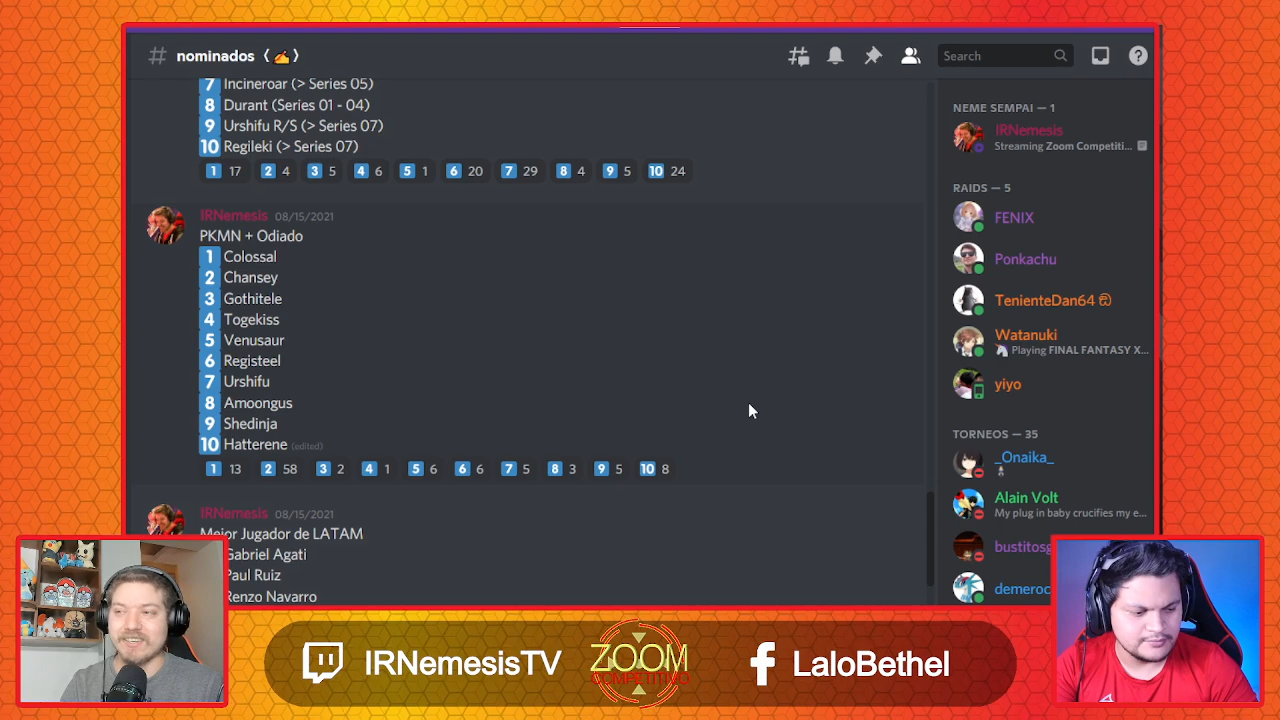 # nominados {✍}
Search
7 Incineroar (> Series 05)
8 Durant (Series 01 - 04)
9 Urshifu R/S (> Series 07)
10 Regileki (> Series 07)
1 17 2 4 3 5 4 6 5 1 6 20 7 29 8 4 9 5 10 24
IRNemesis 08/15/2021
PKMN + Odiado
1 Colossal
2 Chansey
3 Gothitele
4 Togekiss
5 Venusaur
6 Registeel
7 Urshifu
8 Amoongus
9 Shedinja
10 Hatterene (edited)
1 13 2 58 3 2 4 1 5 6 6 6 7 5 8 3 9 5 10 8
IRNemesis 08/15/2021
Mejor Jugador de LATAM
Gabriel Agati
Paul Ruiz
Renzo Navarro
NEME SEMPAI — 1
IRNemesis
Streaming Zoom Competiti...
RAIDS — 5
FENIX
Ponkachu
TenienteDan64
Watanuki
Playing FINAL FANTASY X...
yiyo
TORNEOS — 35
_Onaika_
Alain Volt
My plug in baby crucifies my e...
bustitosg
demeroc
IRNemesisTV
ZOOM
COMPETITIVO
LaloBethel